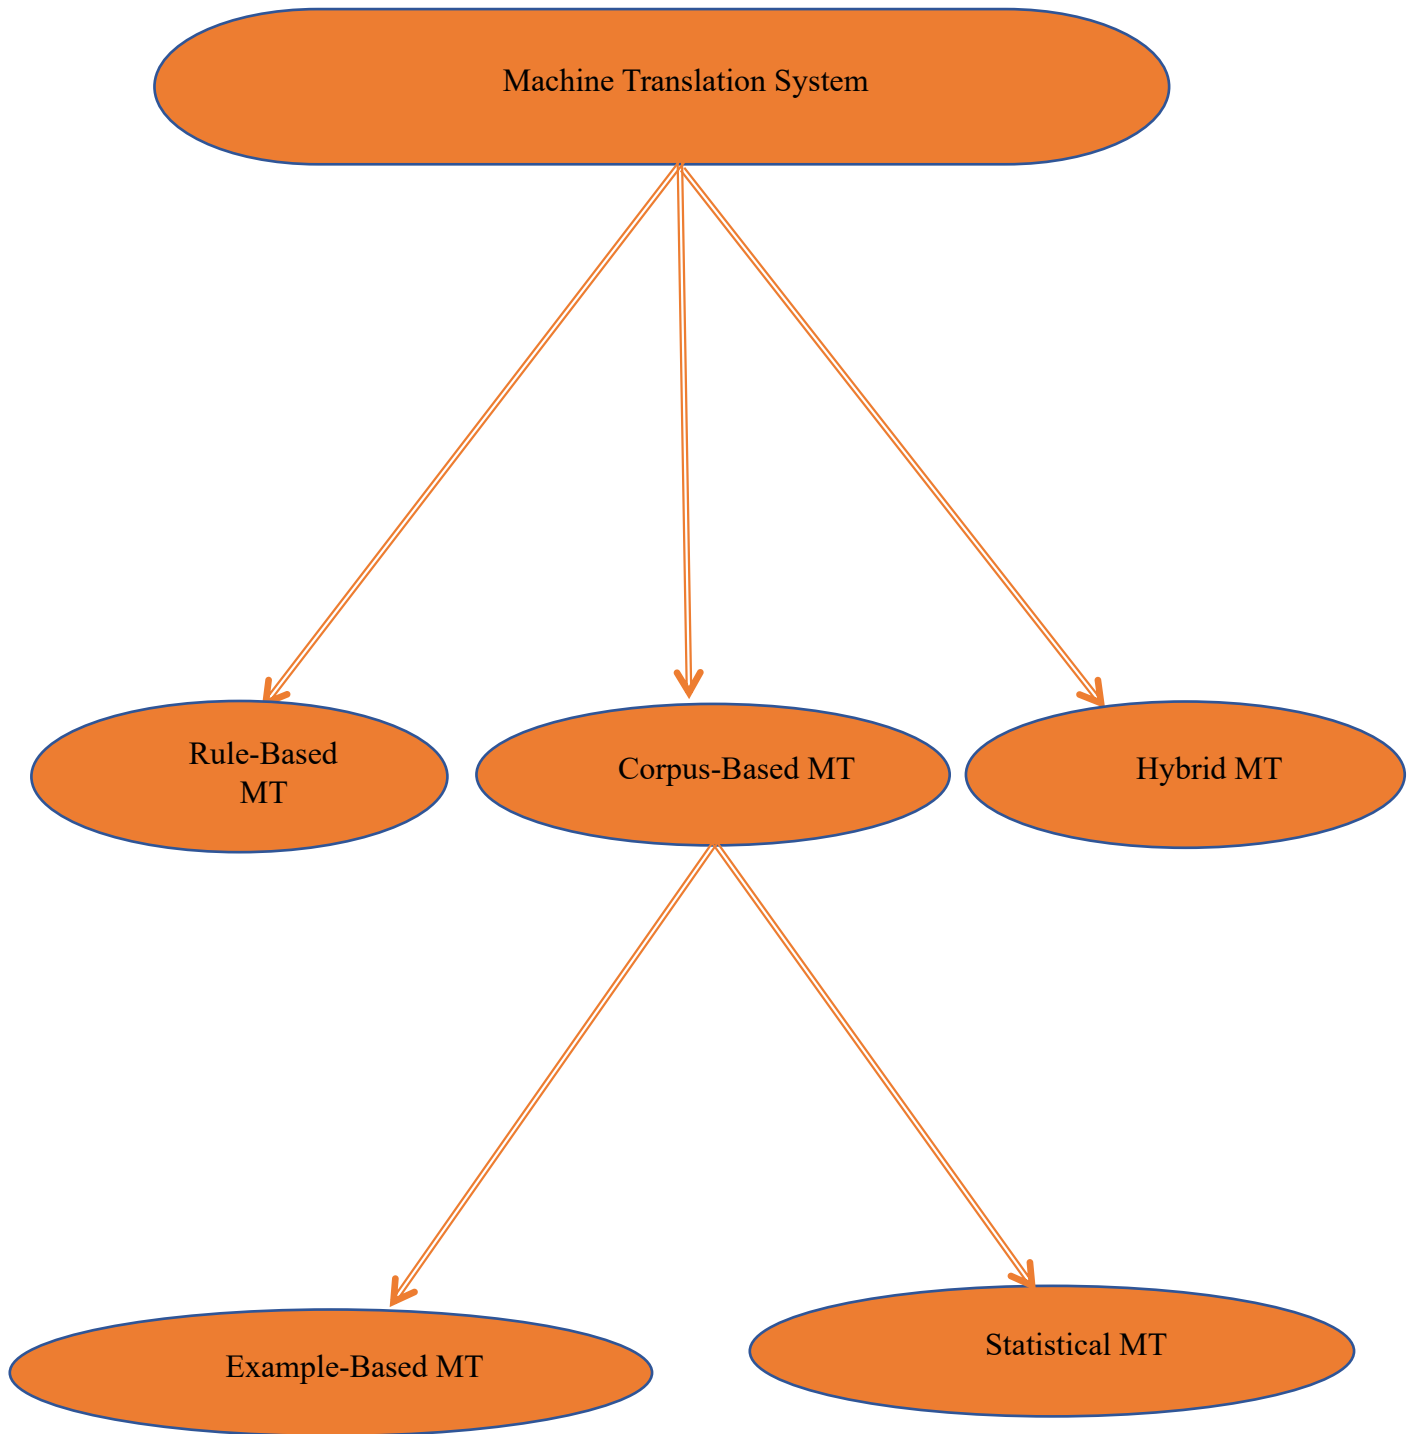 Machine Translation System
Rule-Based
MT
Corpus-Based MT
Hybrid MT
Example-Based MT
Statistical MT